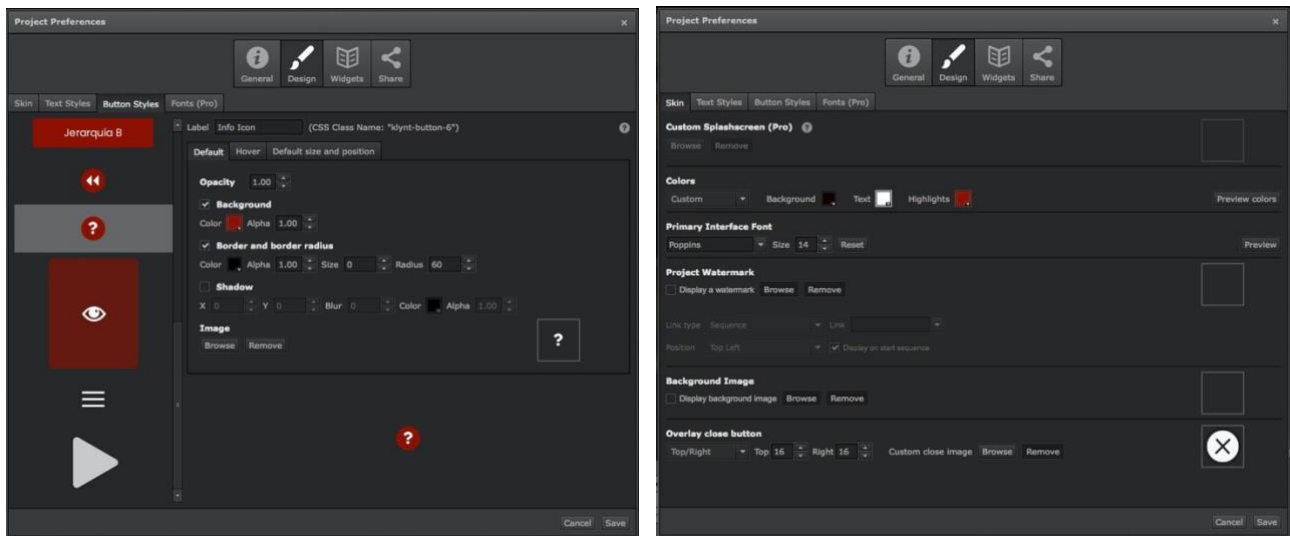 Project Preferences
x
General Design Widgets Share
Skin Text Styles Button Styles Fonts (Pro)
Jerarquia B
?
Label Info Icon (CSS Class Name: "klynt-button-6")
?
Default Hover Default size and position
Opacity 1.00
Background
Color Alpha 1.00
Border and border radius
Color Alpha 1.00 Size 0 Radius 60
Shadow
X 0 Y 0 Blur 0 Color Alpha 1.00
Image
Browse Remove
?
?
Cancel Save
Project Preferences
x
General Design Widgets Share
Skin Text Styles Button Styles Fonts (Pro)
Custom Splashscreen (Pro) ?
Browse Remove
Colors
Custom Background Text Highlights Preview colors
Primary Interface Font
Poppins Size 14 Reset Preview
Project Watermark
Display a watermark Browse Remove
Link type Sequence Link
Position Top Left Display on start sequence
Background Image
Display background image Browse Remove
Overlay close button
Top/Right Top 16 Right 16 Custom close image Browse Remove
Cancel Save